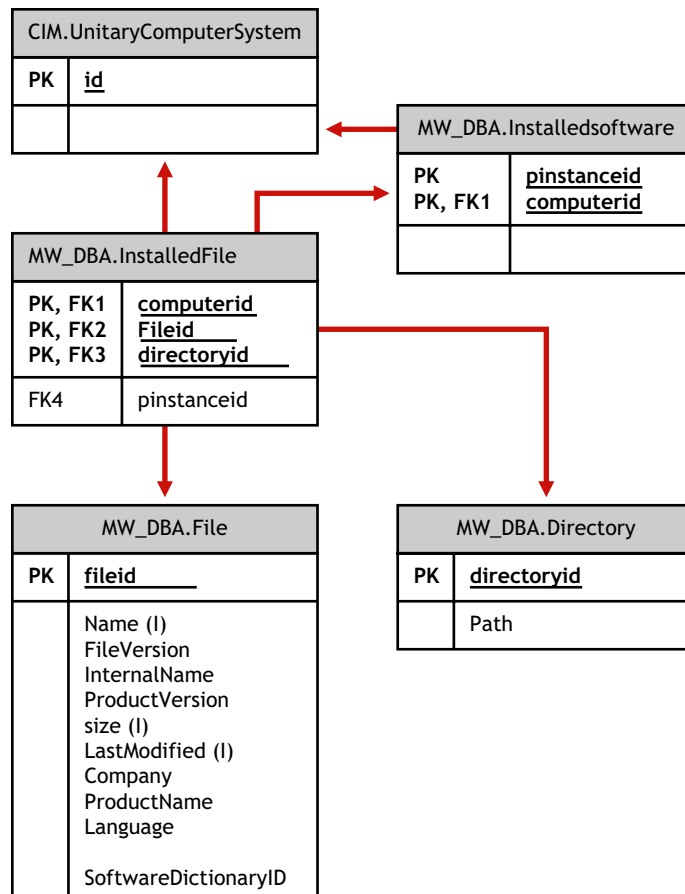 CIM.UnitaryComputerSystem
PK id
MW_DBA.Installedsoftware
PK pinstanceid
PK, FK1 computerid
MW_DBA.InstalledFile
PK, FK1 computerid
PK, FK2 Fileid
PK, FK3 directoryid
FK4 pinstanceid
MW_DBA.File
PK fileid
Name (I)
FileVersion
InternalName
ProductVersion
size (I)
LastModified (I)
Company
ProductName
Language
SoftwareDictionaryID
MW_DBA.Directory
PK directoryid
Path